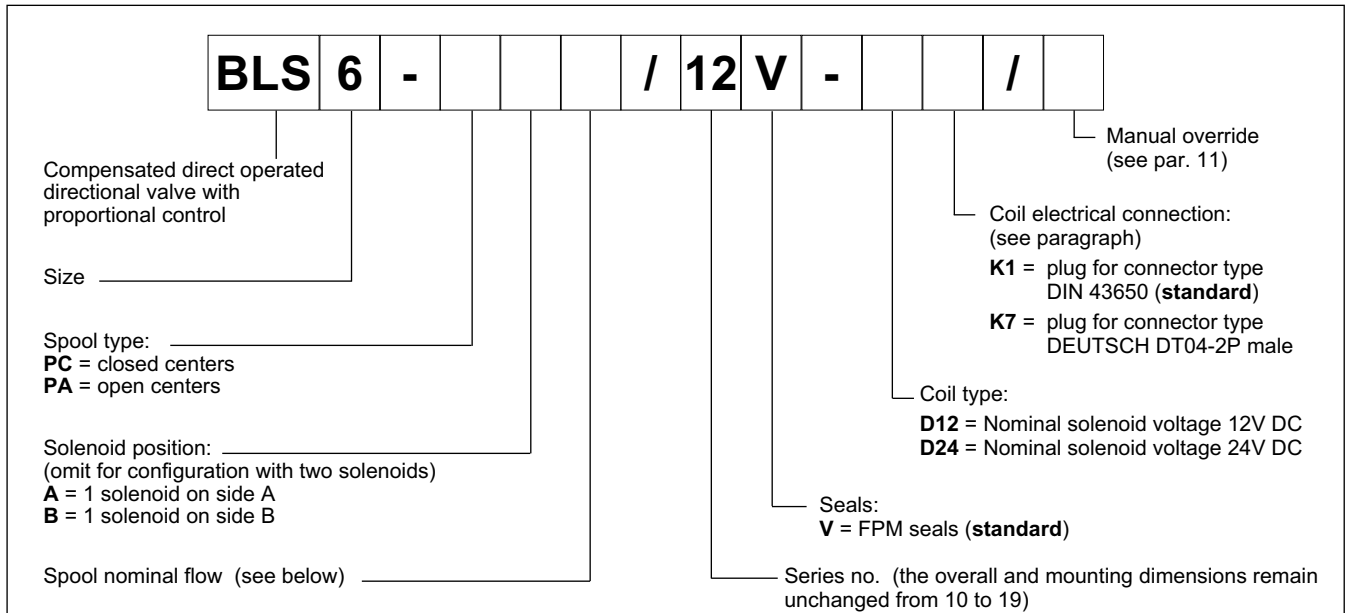 BLS 6 - / 12 V - /
Compensated direct operated
directional valve with
proportional control
Size
Spool type:
PC = closed centers
PA = open centers
Solenoid position:
(omit for configuration with two solenoids)
A = 1 solenoid on side A
B = 1 solenoid on side B
Spool nominal flow (see below)
Manual override
(see par. 11)
Coil electrical connection:
(see paragraph)
K1 = plug for connector type
DIN 43650 (standard)
K7 = plug for connector type
DEUTSCH DT04-2P male
Coil type:
D12 = Nominal solenoid voltage 12V DC
D24 = Nominal solenoid voltage 24V DC
Seals:
V = FPM seals (standard)
Series no. (the overall and mounting dimensions remain
unchanged from 10 to 19)